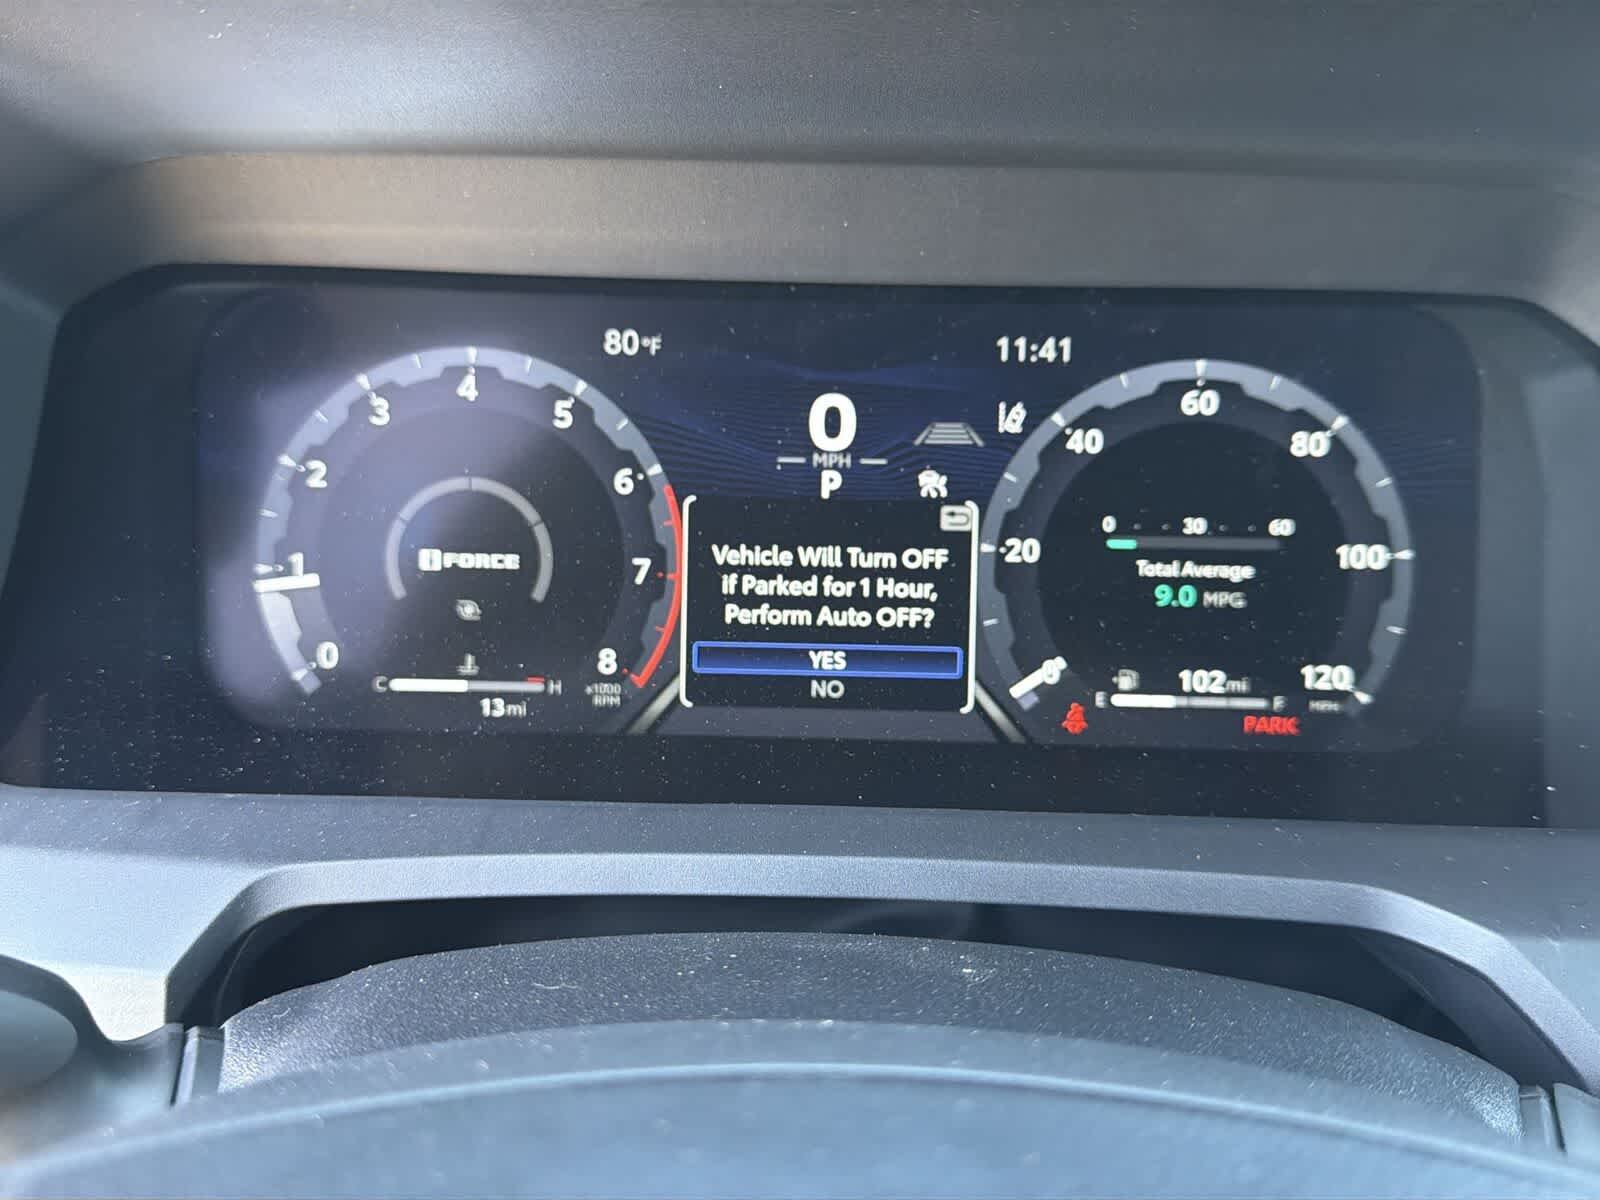 80°F
11:41
0
MPH
P
0
1
2
3
4
5
6
7
8
x1000
RPM
iFORCE
C
H
13mi
Vehicle Will Turn OFF
if Parked for 1 Hour,
Perform Auto OFF?
YES
NO
0
20
40
60
80
100
120
MPH
0 30 60
Total Average
9.0 MPG
102mi
E
F
PARK